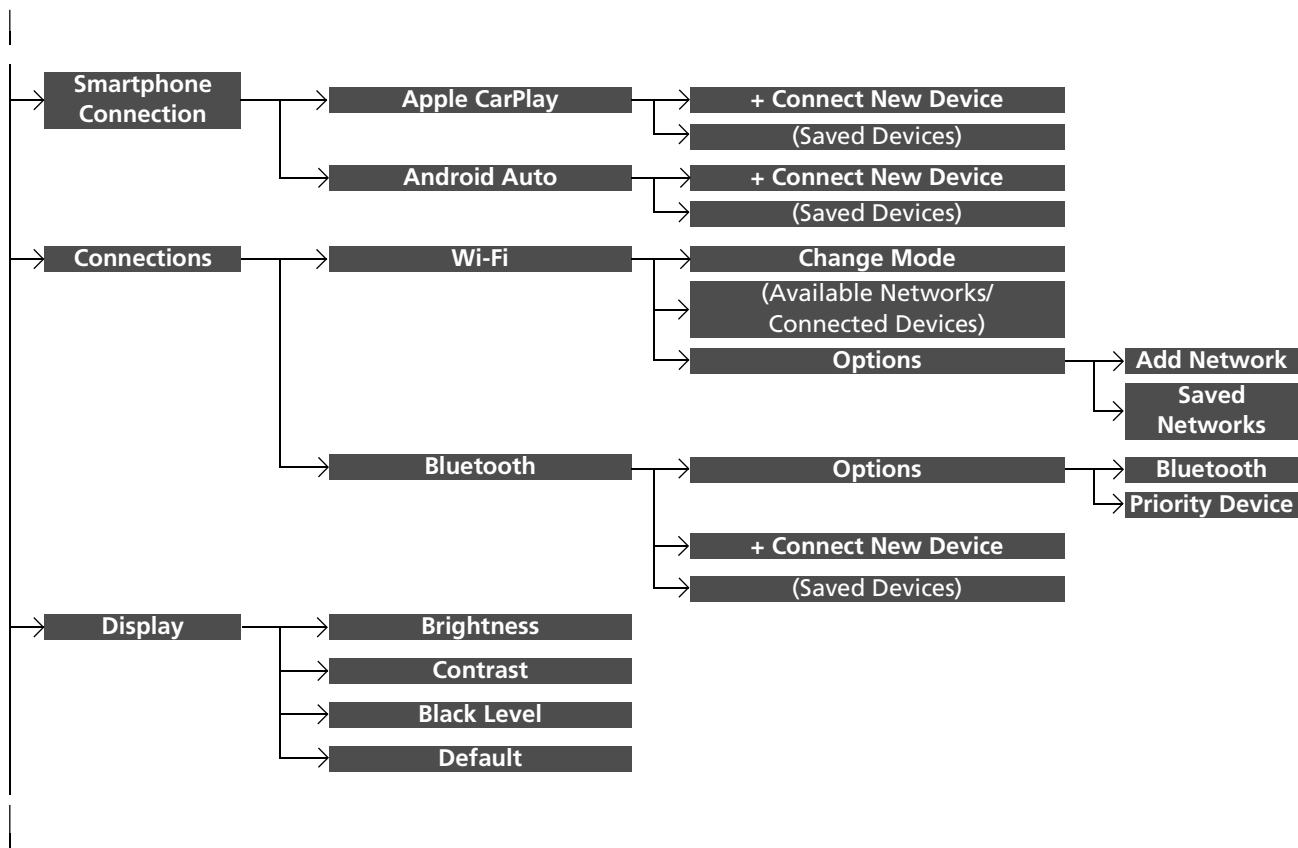 Smartphone
Connection
Apple CarPlay
+ Connect New Device
(Saved Devices)
Android Auto
+ Connect New Device
(Saved Devices)
Connections
Wi-Fi
Change Mode
(Available Networks/
Connected Devices)
Options
Add Network
Saved
Networks
Bluetooth
Options
Bluetooth
Priority Device
+ Connect New Device
(Saved Devices)
Display
Brightness
Contrast
Black Level
Default